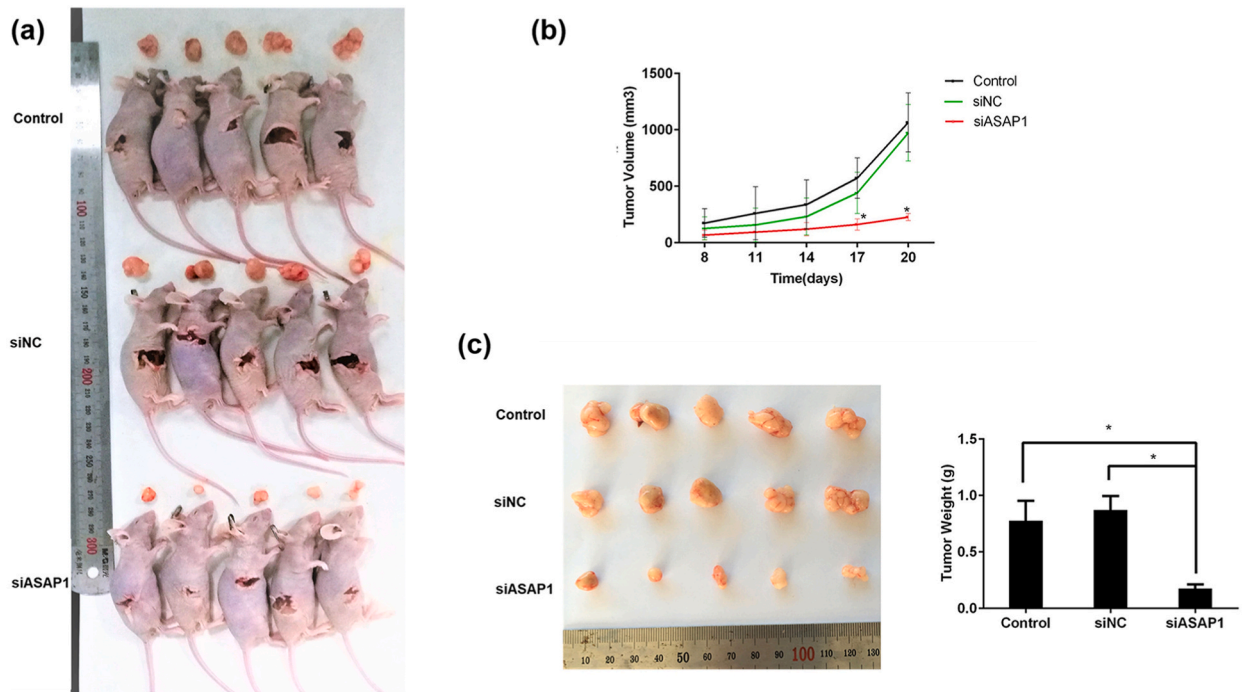 (a)
Control
siNC
siASAP1
100
150
200
250
300
(b)
Tumor Volume (mm3)
1500
1000
500
0
8 11 14 17 20
Time(days)
Control
siNC
siASAP1
*
*
(c)
Control
siNC
siASAP1
10 20 30 40 50 60 70 80 90 100 110 120 130
Tumor Weight (g)
1.5
1.0
0.5
0.0
*
*
Control siNC siASAP1